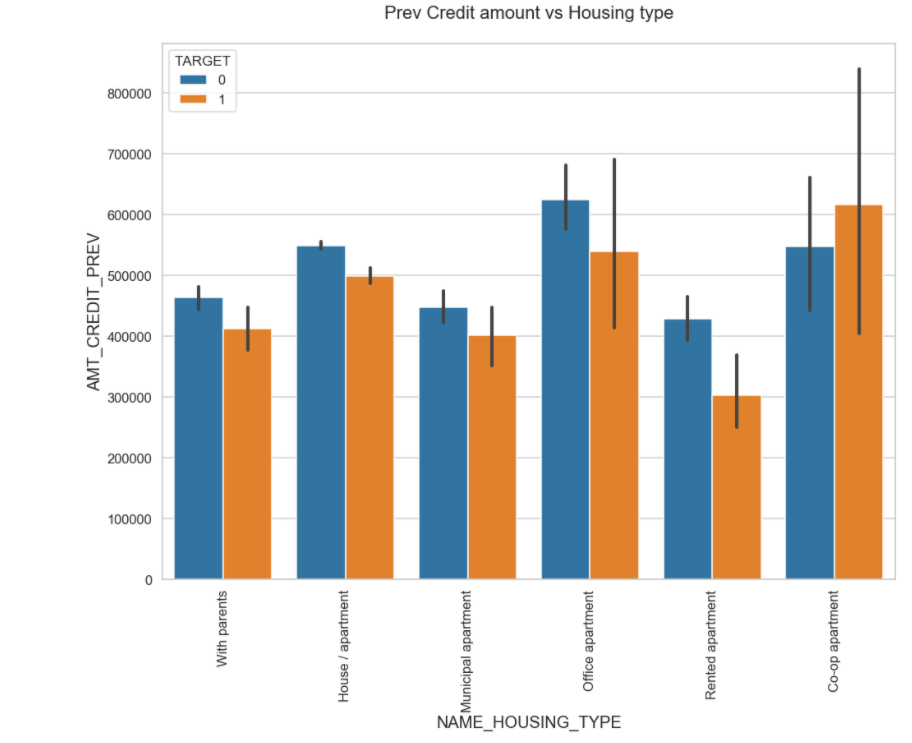 Prev Credit amount vs Housing type
TARGET
0
1
800000
700000
600000
500000
400000
300000
200000
100000
0
AMT_CREDIT_PREV
With parents
House / apartment
Municipal apartment
Office apartment
Rented apartment
Co-op apartment
NAME_HOUSING_TYPE